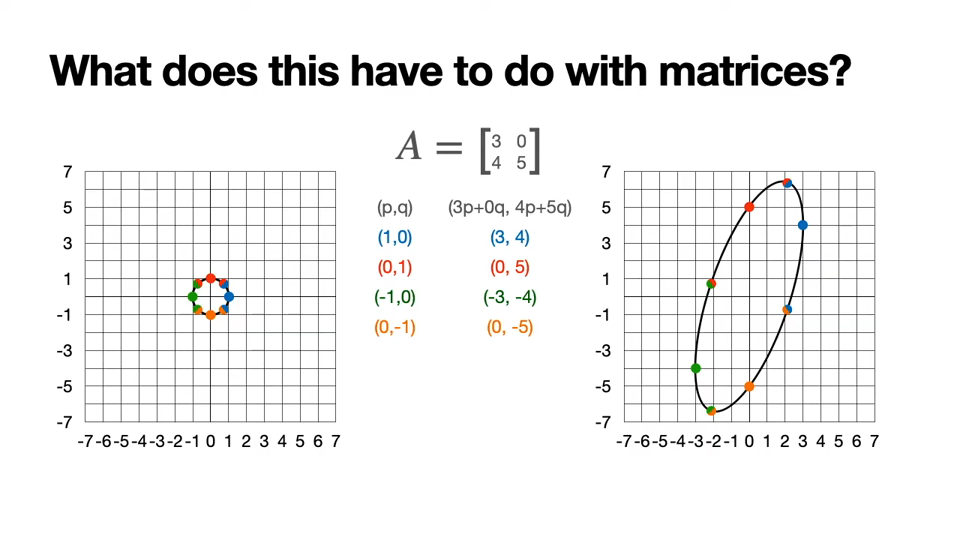 What does this have to do with matrices?
A = [3 0
4 5]
(p,q) (3p+0q, 4p+5q)
(1,0) (3, 4)
(0,1) (0, 5)
(-1,0) (-3, -4)
(0,-1) (0, -5)
7
5
3
1
-1
-3
-5
-7
-7 -6 -5 -4 -3 -2 -1 0 1 2 3 4 5 6 7
7
5
3
1
-1
-3
-5
-7
-7 -6 -5 -4 -3 -2 -1 0 1 2 3 4 5 6 7